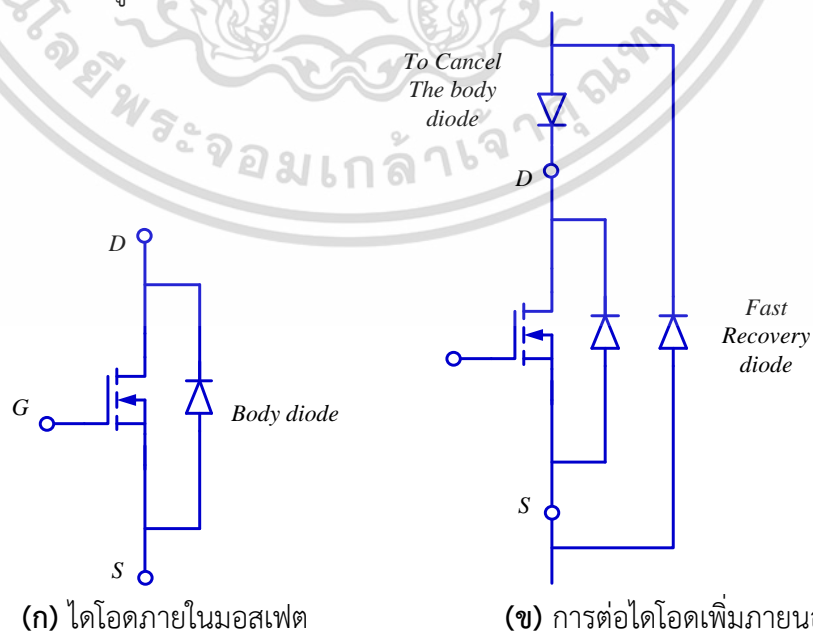 To Cancel
The body
diode
D
D
G
Body diode
S
Fast
Recovery
diode
S
(ก) ไดโอดภายในมอสเฟต
(ข) การต่อไดโอดเพิ่มภายน